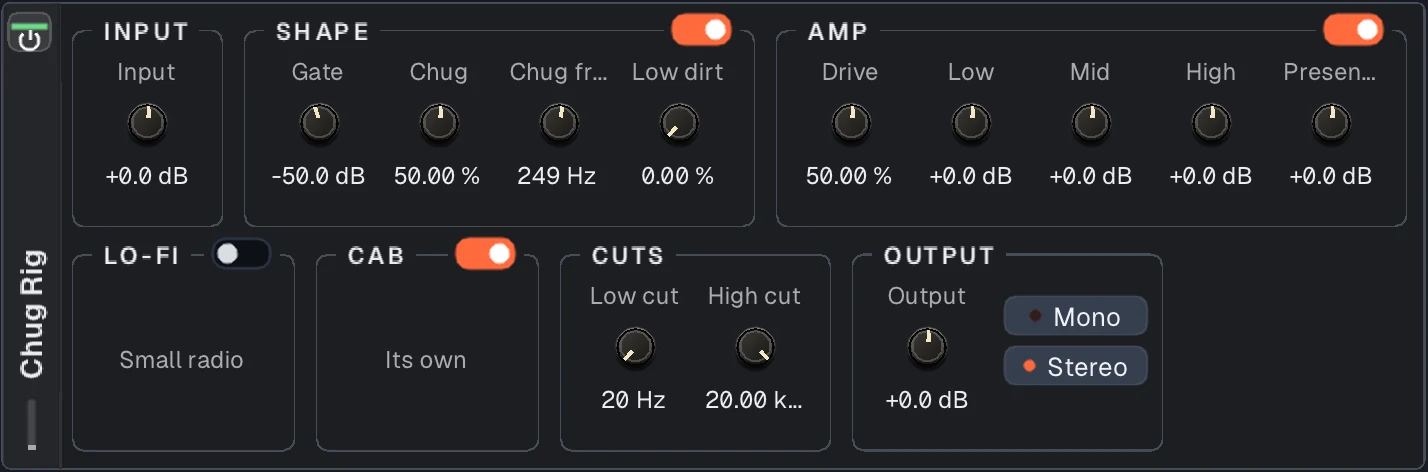 INPUT
SHAPE
AMP
Input
Gate
Chug
Chug fr...
Low dirt
Drive
Low
Mid
High
Presen...
+0.0 dB
-50.0 dB
50.00 %
249 Hz
0.00 %
50.00 %
+0.0 dB
+0.0 dB
+0.0 dB
+0.0 dB
Chug Rig
LO-FI
CAB
CUTS
OUTPUT
Low cut
High cut
Output
Mono
Small radio
Its own
Stereo
20 Hz
20.00 k...
+0.0 dB